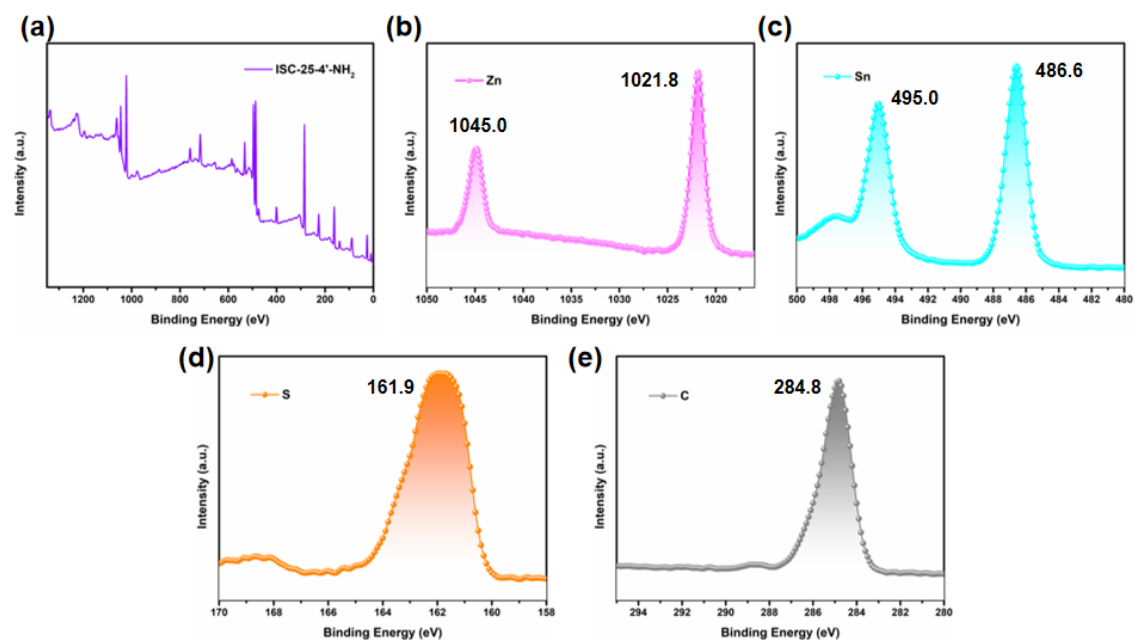 (a)
ISC-25-4'-NH₂
Intensity (a.u.)
1200 1000 800 600 400 200 0
Binding Energy (eV)
(b)
Zn
1021.8
1045.0
Intensity (a.u.)
1050 1045 1040 1035 1030 1025 1020
Binding Energy (eV)
(c)
Sn
486.6
495.0
Intensity (a.u.)
500 498 496 494 492 490 488 486 484 482 480
Binding Energy (eV)
(d)
S
161.9
Intensity (a.u.)
170 168 166 164 162 160 158
Binding Energy (eV)
(e)
C
284.8
Intensity (a.u.)
294 292 290 288 286 284 282 280
Binding Energy (eV)